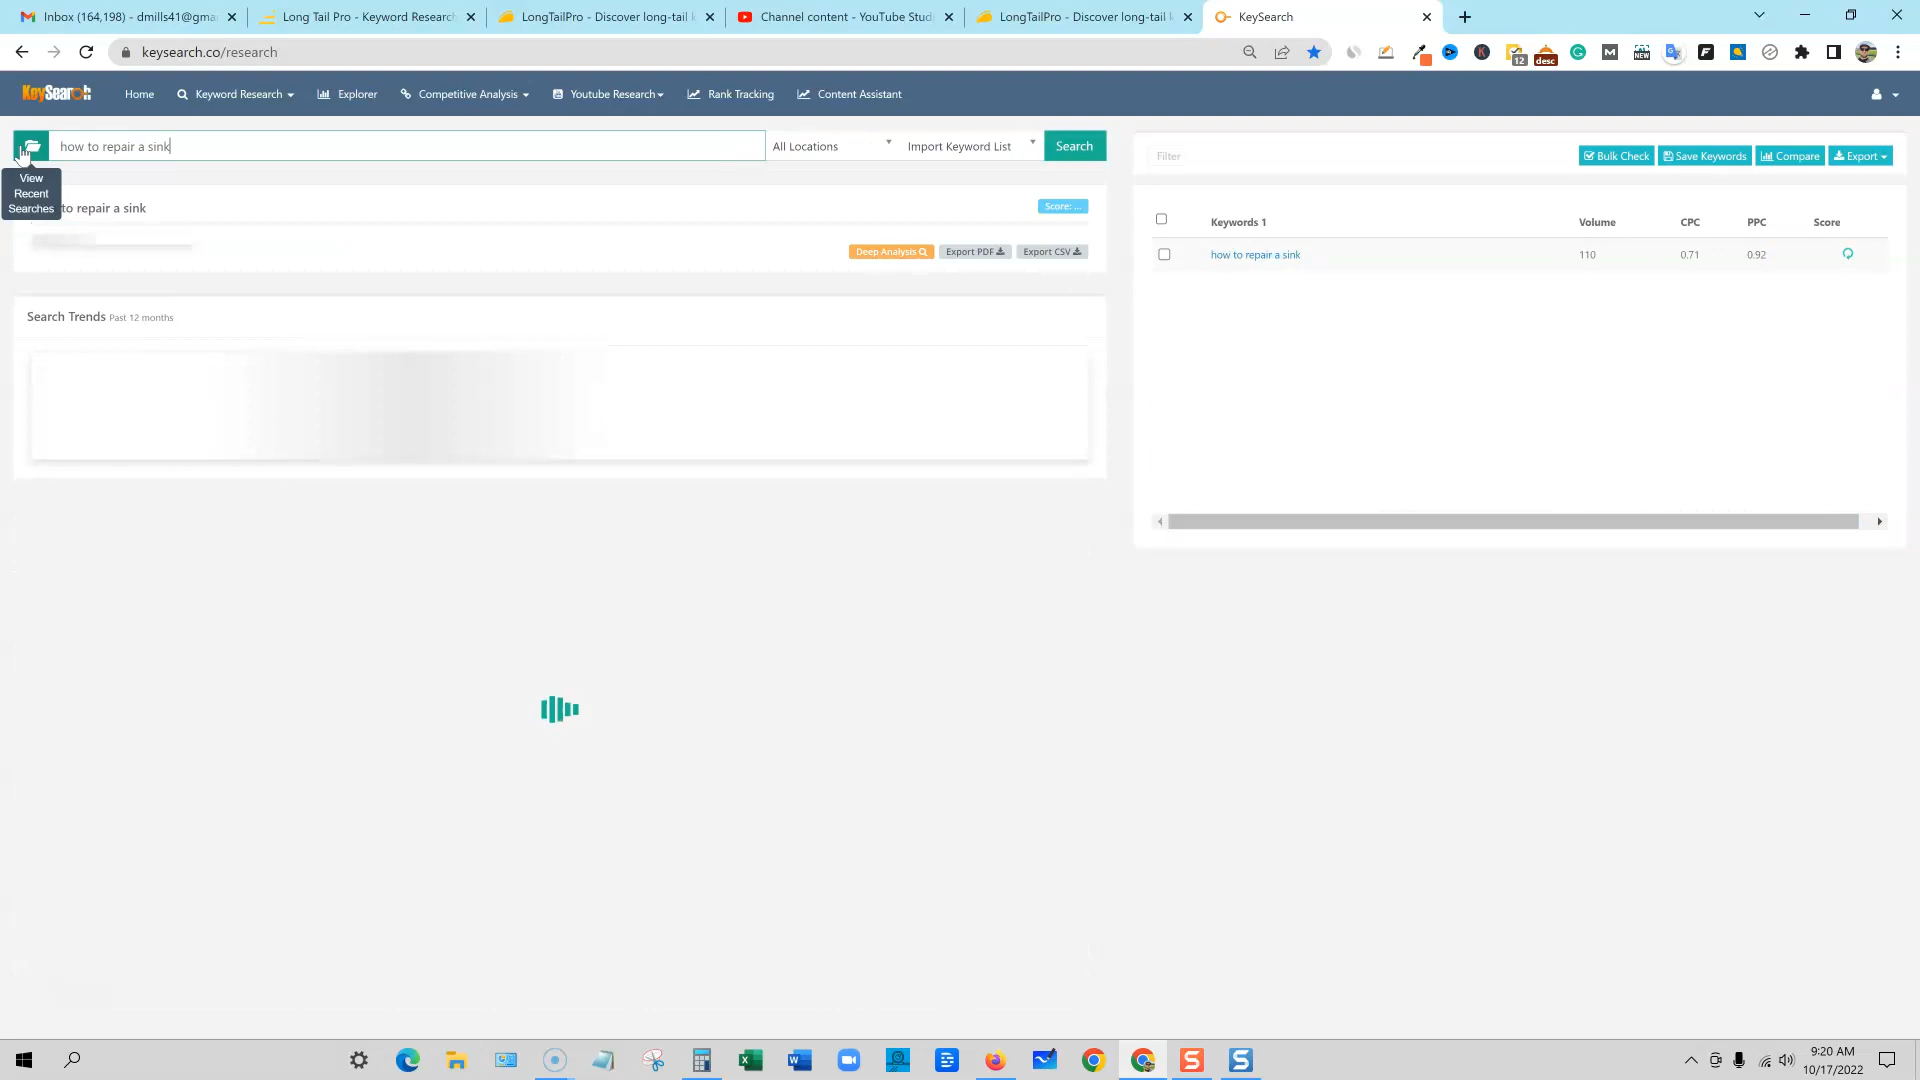 Inbox (164,198) - dmills41@gma
Long Tail Pro - Keyword Research
LongTailPro - Discover long-tail k
Channel content - YouTube Studi
LongTailPro - Discover long-tail k
KeySearch
keysearch.co/research
12
desc
NEW
KeySearch
Home
Keyword Research
Explorer
Competitive Analysis
Youtube Research
Rank Tracking
Content Assistant
how to repair a sink
All Locations
Import Keyword List
Search
View
Recent
Searches
to repair a sink
Score: ...
Deep Analysis
Export PDF
Export CSV
Search Trends Past 12 months
Filter
Bulk Check
Save Keywords
Compare
Export
Keywords 1
Volume
CPC
PPC
Score
how to repair a sink
110
0.71
0.92
9:20 AM
10/17/2022